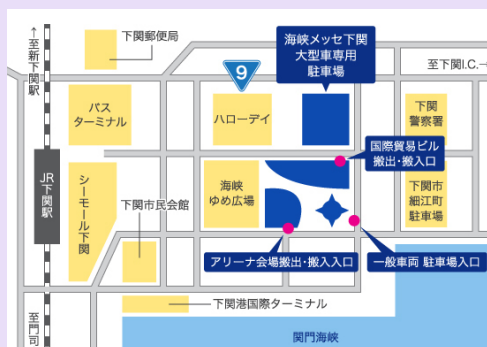 ↑至新下関駅
下関郵便局
海峡メッセ下関
大型車専用
駐車場
9
至下関I.C.→
バス
ターミナル
ハローデイ
下関
警察署
国際貿易ビル
搬出・搬入口
JR下関駅
シーモール下関
下関市民会館
海峡
ゆめ広場
下関市
細江町
駐車場
アリーナ会場搬出・搬入入口
一般車両 駐車場入口
下関港国際ターミナル
至門司
関門海峡